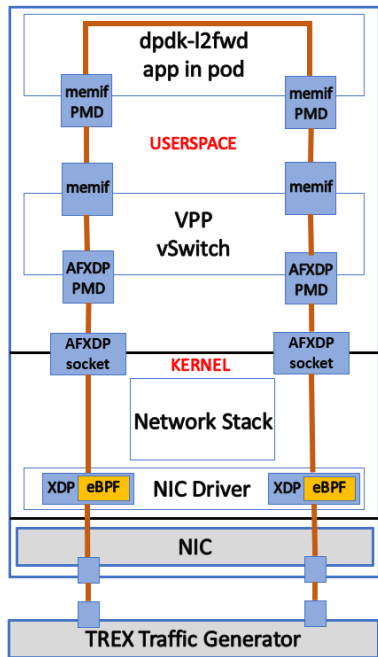 dpdk-l2fwd
app in pod
memif
PMD
memif
PMD
USERSPACE
memif
memif
VPP
vSwitch
AFXDP
PMD
AFXDP
PMD
AFXDP
socket
AFXDP
socket
KERNEL
Network Stack
XDP eBPF NIC Driver XDP eBPF
NIC
TREX Traffic Generator